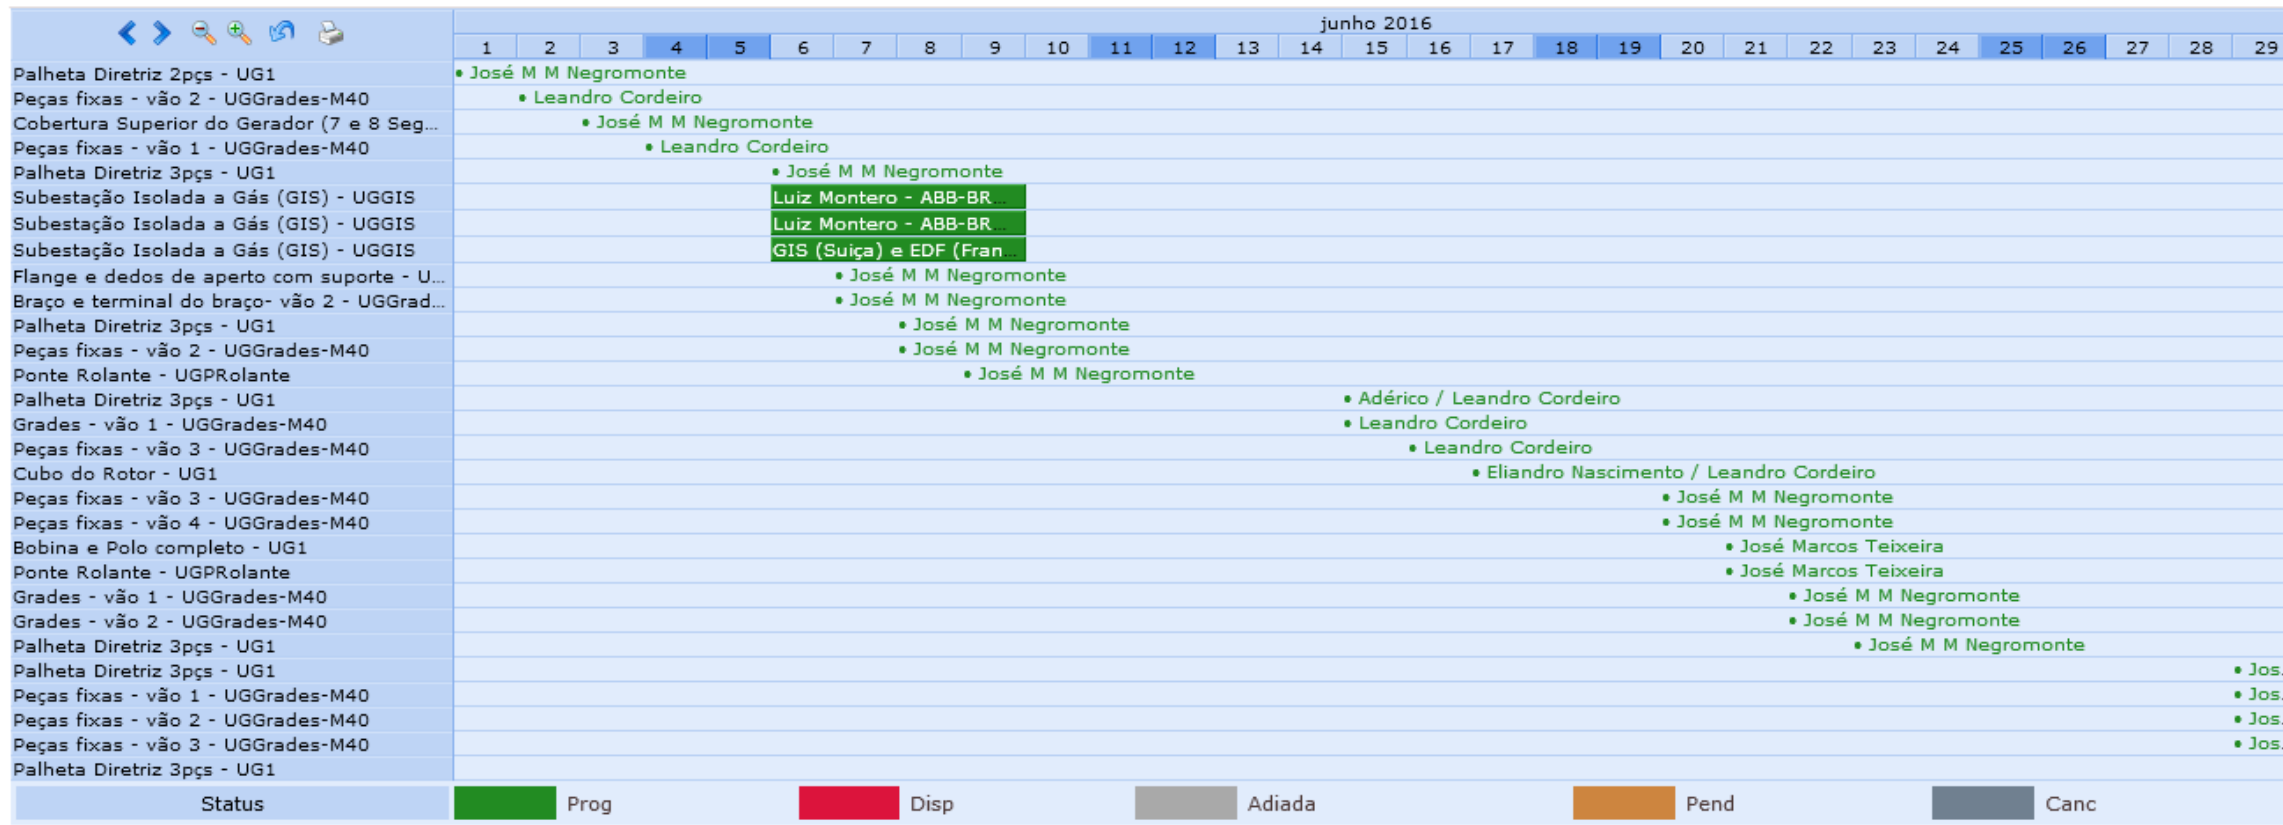 junho 2016
1 2 3 4 5 6 7 8 9 10 11 12 13 14 15 16 17 18 19 20 21 22 23 24 25 26 27 28 29
Palheta Diretriz 2pçs - UG1 • José M M Negromonte
Peças fixas - vão 2 - UGGrades-M40 • Leandro Cordeiro
Cobertura Superior do Gerador (7 e 8 Seg... • José M M Negromonte
Peças fixas - vão 1 - UGGrades-M40 • Leandro Cordeiro
Palheta Diretriz 3pçs - UG1 • José M M Negromonte
Subestação Isolada a Gás (GIS) - UGGIS Luiz Montero - ABB-BR...
Subestação Isolada a Gás (GIS) - UGGIS Luiz Montero - ABB-BR...
Subestação Isolada a Gás (GIS) - UGGIS GIS (Suiça) e EDF (Fran...
Flange e dedos de aperto com suporte - U... • José M M Negromonte
Braço e terminal do braço- vão 2 - UGGrad... • José M M Negromonte
Palheta Diretriz 3pçs - UG1 • José M M Negromonte
Peças fixas - vão 2 - UGGrades-M40 • José M M Negromonte
Ponte Rolante - UGPRolante • José M M Negromonte
Palheta Diretriz 3pçs - UG1 • Adérico / Leandro Cordeiro
Grades - vão 1 - UGGrades-M40 • Leandro Cordeiro
Peças fixas - vão 3 - UGGrades-M40 • Leandro Cordeiro
Cubo do Rotor - UG1 • Eliandro Nascimento / Leandro Cordeiro
Peças fixas - vão 3 - UGGrades-M40 • José M M Negromonte
Peças fixas - vão 4 - UGGrades-M40 • José M M Negromonte
Bobina e Polo completo - UG1 • José Marcos Teixeira
Ponte Rolante - UGPRolante • José Marcos Teixeira
Grades - vão 1 - UGGrades-M40 • José M M Negromonte
Grades - vão 2 - UGGrades-M40 • José M M Negromonte
Palheta Diretriz 3pçs - UG1 • José M M Negromonte
Palheta Diretriz 3pçs - UG1 • Jos.
Peças fixas - vão 1 - UGGrades-M40 • Jos.
Peças fixas - vão 2 - UGGrades-M40 • Jos.
Peças fixas - vão 3 - UGGrades-M40 • Jos.
Palheta Diretriz 3pçs - UG1
Status Prog Disp Adiada Pend Canc